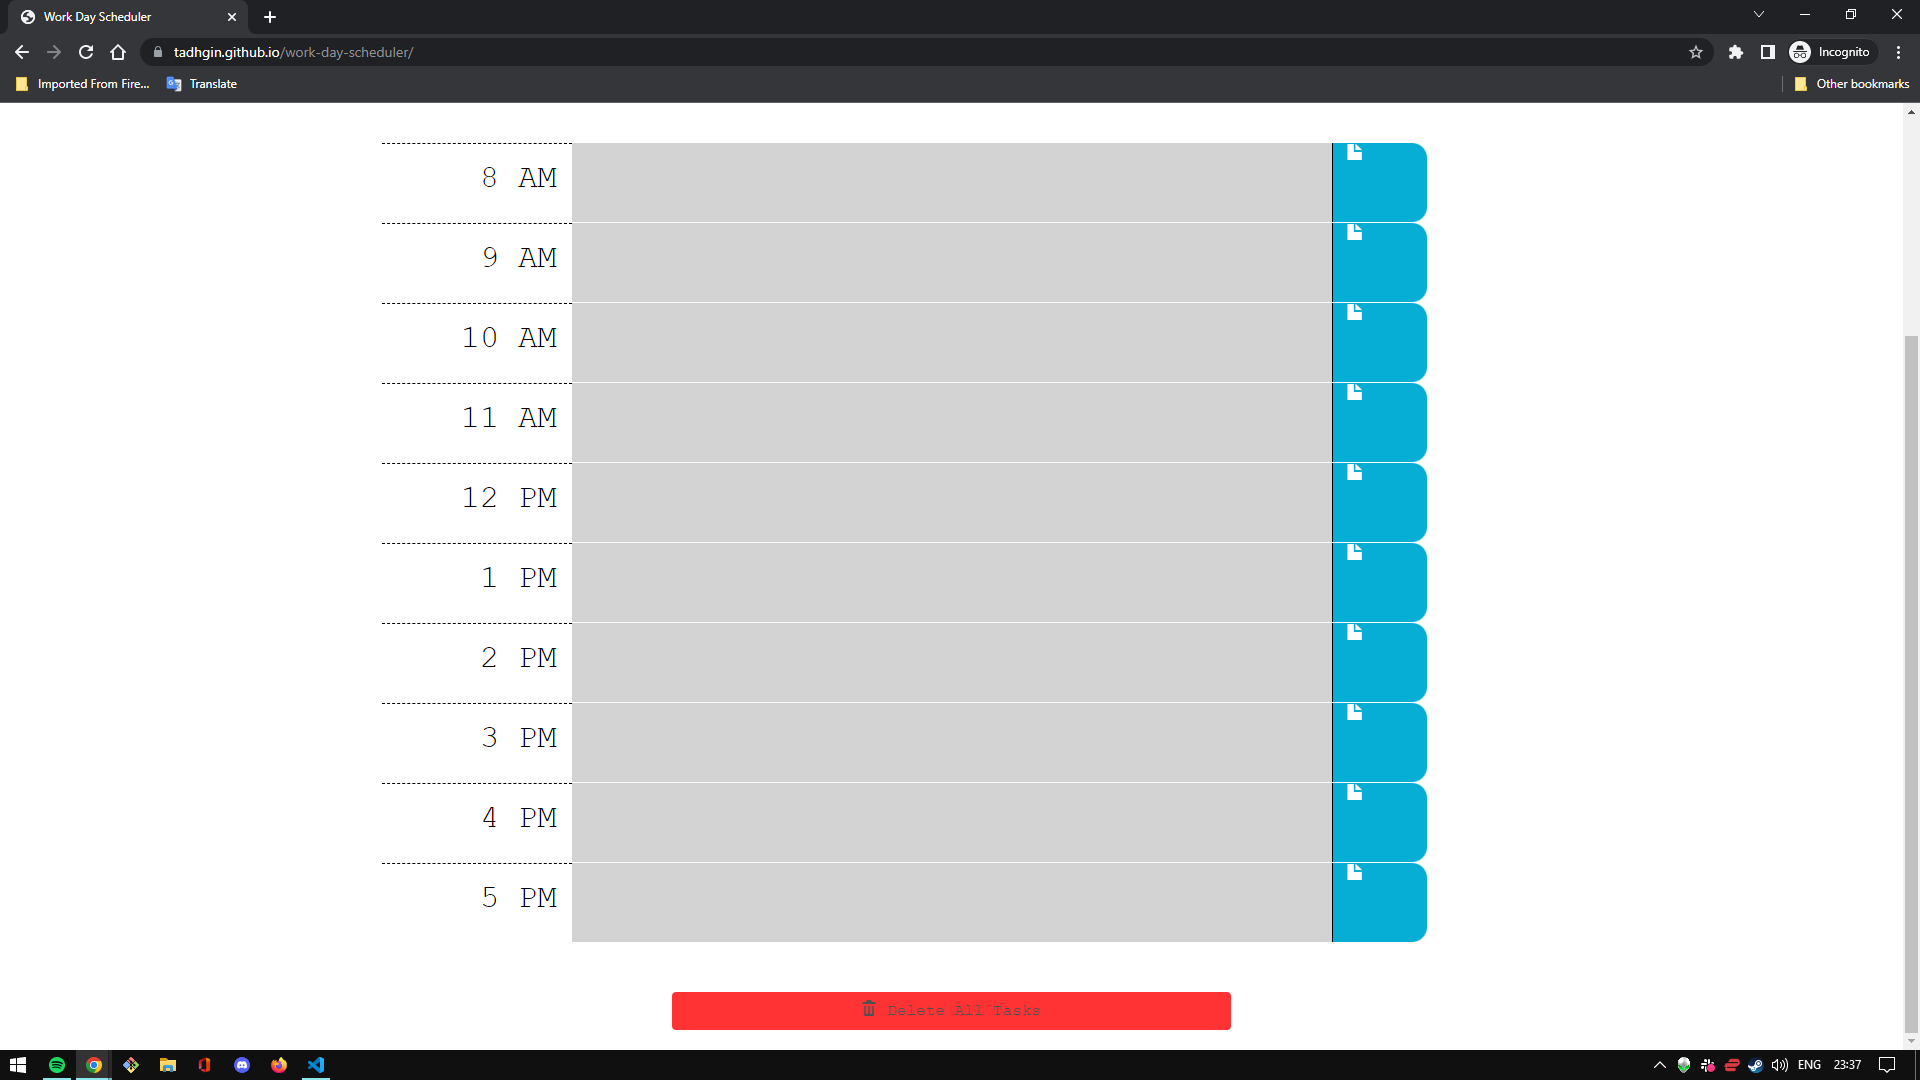 Work Day Scheduler
tadhgin.github.io/work-day-scheduler/
Incognito
Imported From Fire...
Translate
Other bookmarks
8 AM
9 AM
10 AM
11 AM
12 PM
1 PM
2 PM
3 PM
4 PM
5 PM
Delete All Tasks
ENG
23:37